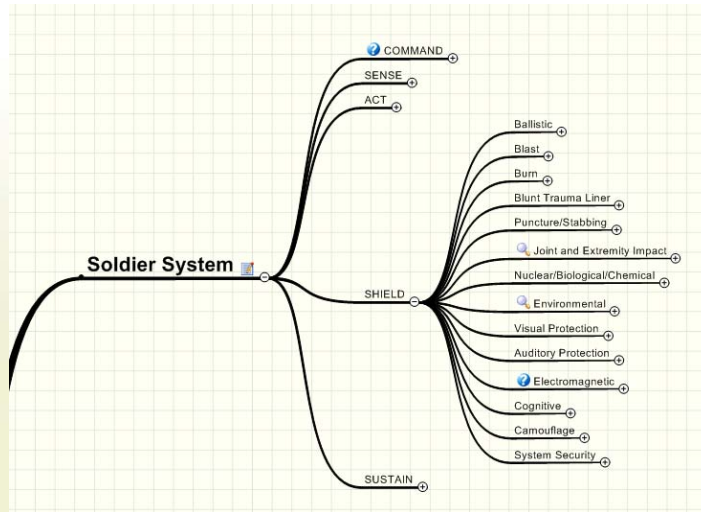 COMMAND
SENSE
ACT
Ballistic
Blast
Burn
Blunt Trauma Liner
Puncture/Stabbing
Joint and Extremity Impact
Soldier System
Nuclear/Biological/Chemical
SHIELD
Environmental
Visual Protection
Auditory Protection
Electromagnetic
Cognitive
Camouflage
System Security
SUSTAIN